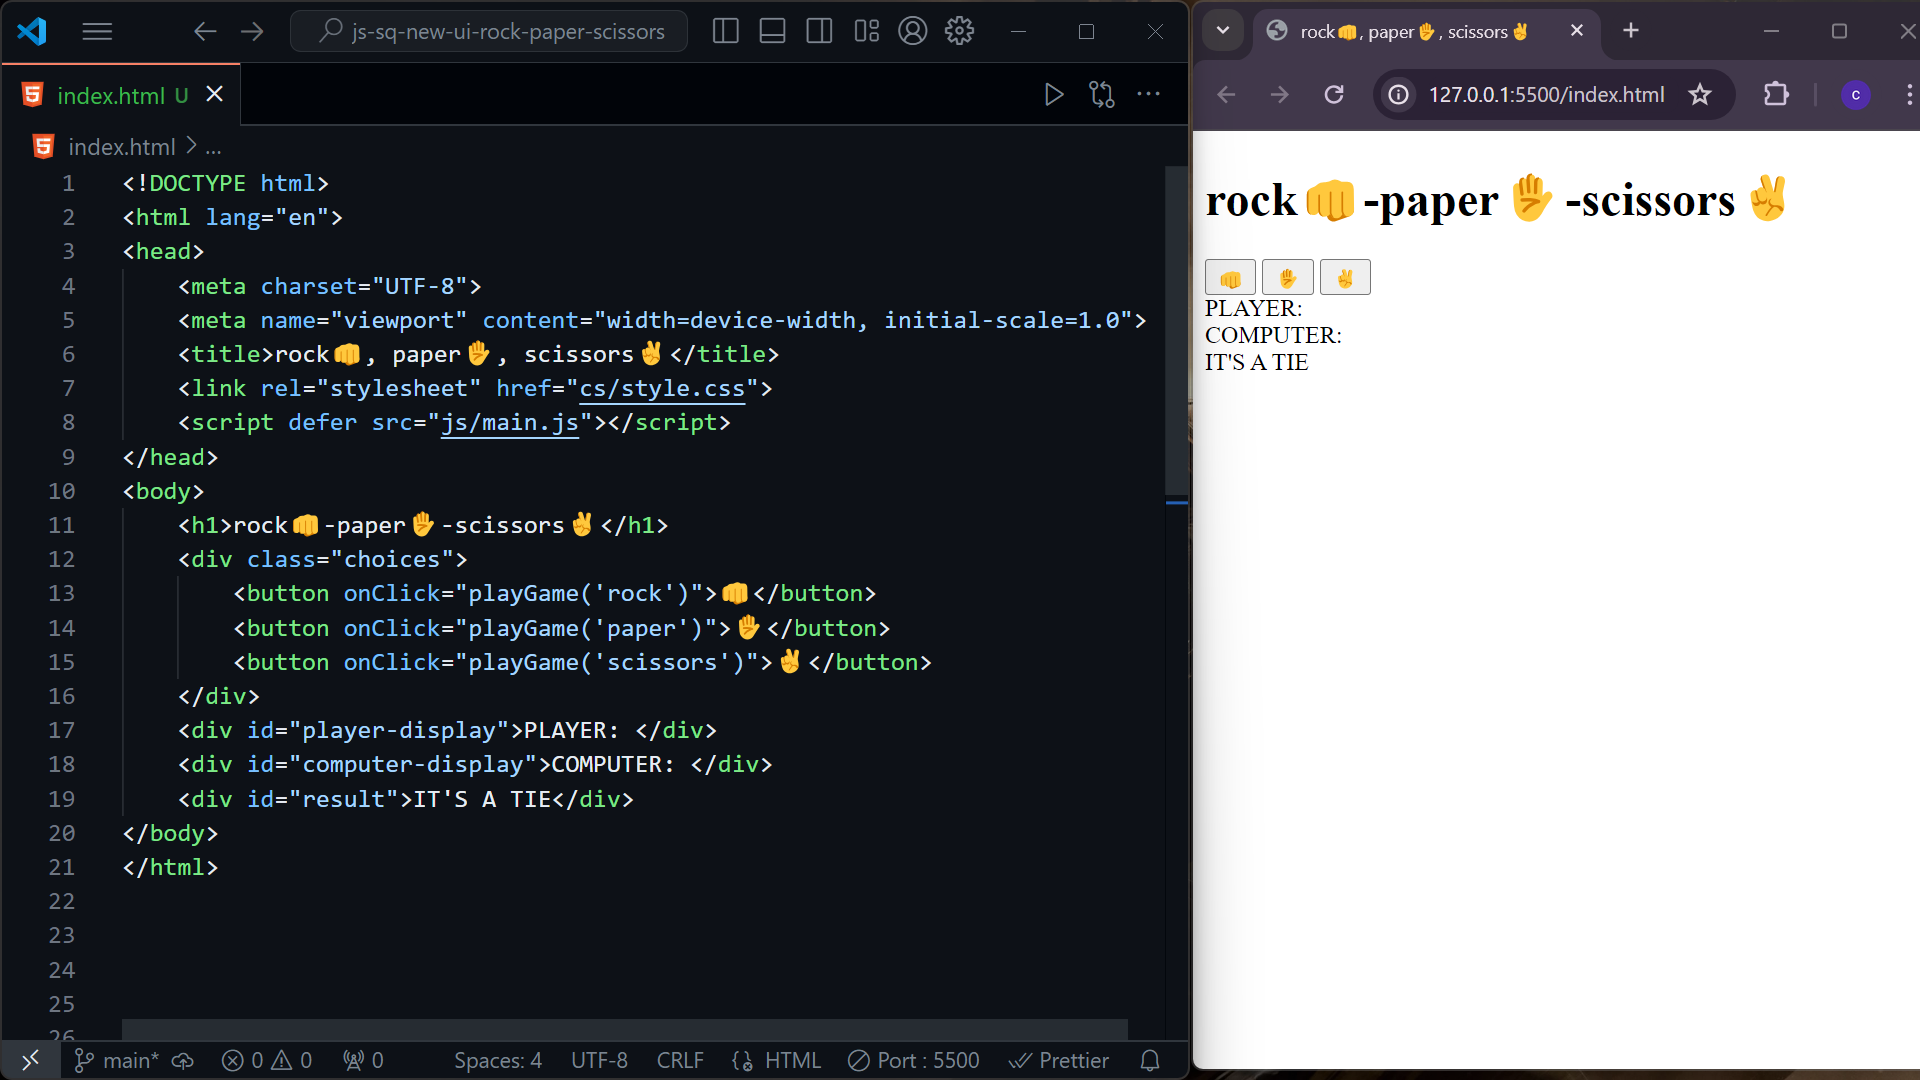 js-sq-new-ui-rock-paper-scissors
index.html U
index.html > ...
1 <!DOCTYPE html>
2 <html lang="en">
3 <head>
4 <meta charset="UTF-8">
5 <meta name="viewport" content="width=device-width, initial-scale=1.0">
6 <title>rock👊, paper✋, scissors✌</title>
7 <link rel="stylesheet" href="cs/style.css">
8 <script defer src="js/main.js"></script>
9 </head>
10 <body>
11 <h1>rock👊-paper✋-scissors✌</h1>
12 <div class="choices">
13 <button onClick="playGame('rock')">👊</button>
14 <button onClick="playGame('paper')">✋</button>
15 <button onClick="playGame('scissors')">✌</button>
16 </div>
17 <div id="player-display">PLAYER: </div>
18 <div id="computer-display">COMPUTER: </div>
19 <div id="result">IT'S A TIE</div>
20 </body>
21 </html>
22
23
24
25
26
main* 0 0 0 Spaces: 4 UTF-8 CRLF HTML Port : 5500 Prettier
rock👊, paper✋, scissors✌
127.0.0.1:5500/index.html
c
rock👊-paper✋-scissors✌
👊 ✋ ✌
PLAYER:
COMPUTER:
IT'S A TIE